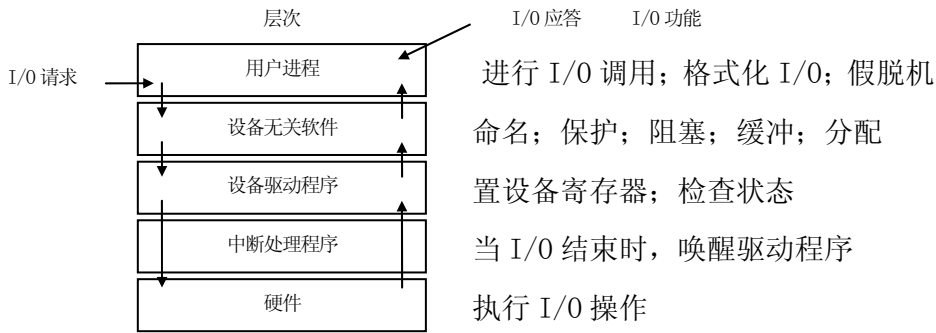 层次 I/O 应答 I/O 功能
用户进程 进行 I/O 调用；格式化 I/O；假脱机
I/O 请求
设备无关软件 命名；保护；阻塞；缓冲；分配
设备驱动程序 置设备寄存器；检查状态
中断处理程序 当 I/O 结束时，唤醒驱动程序
硬件 执行 I/O 操作